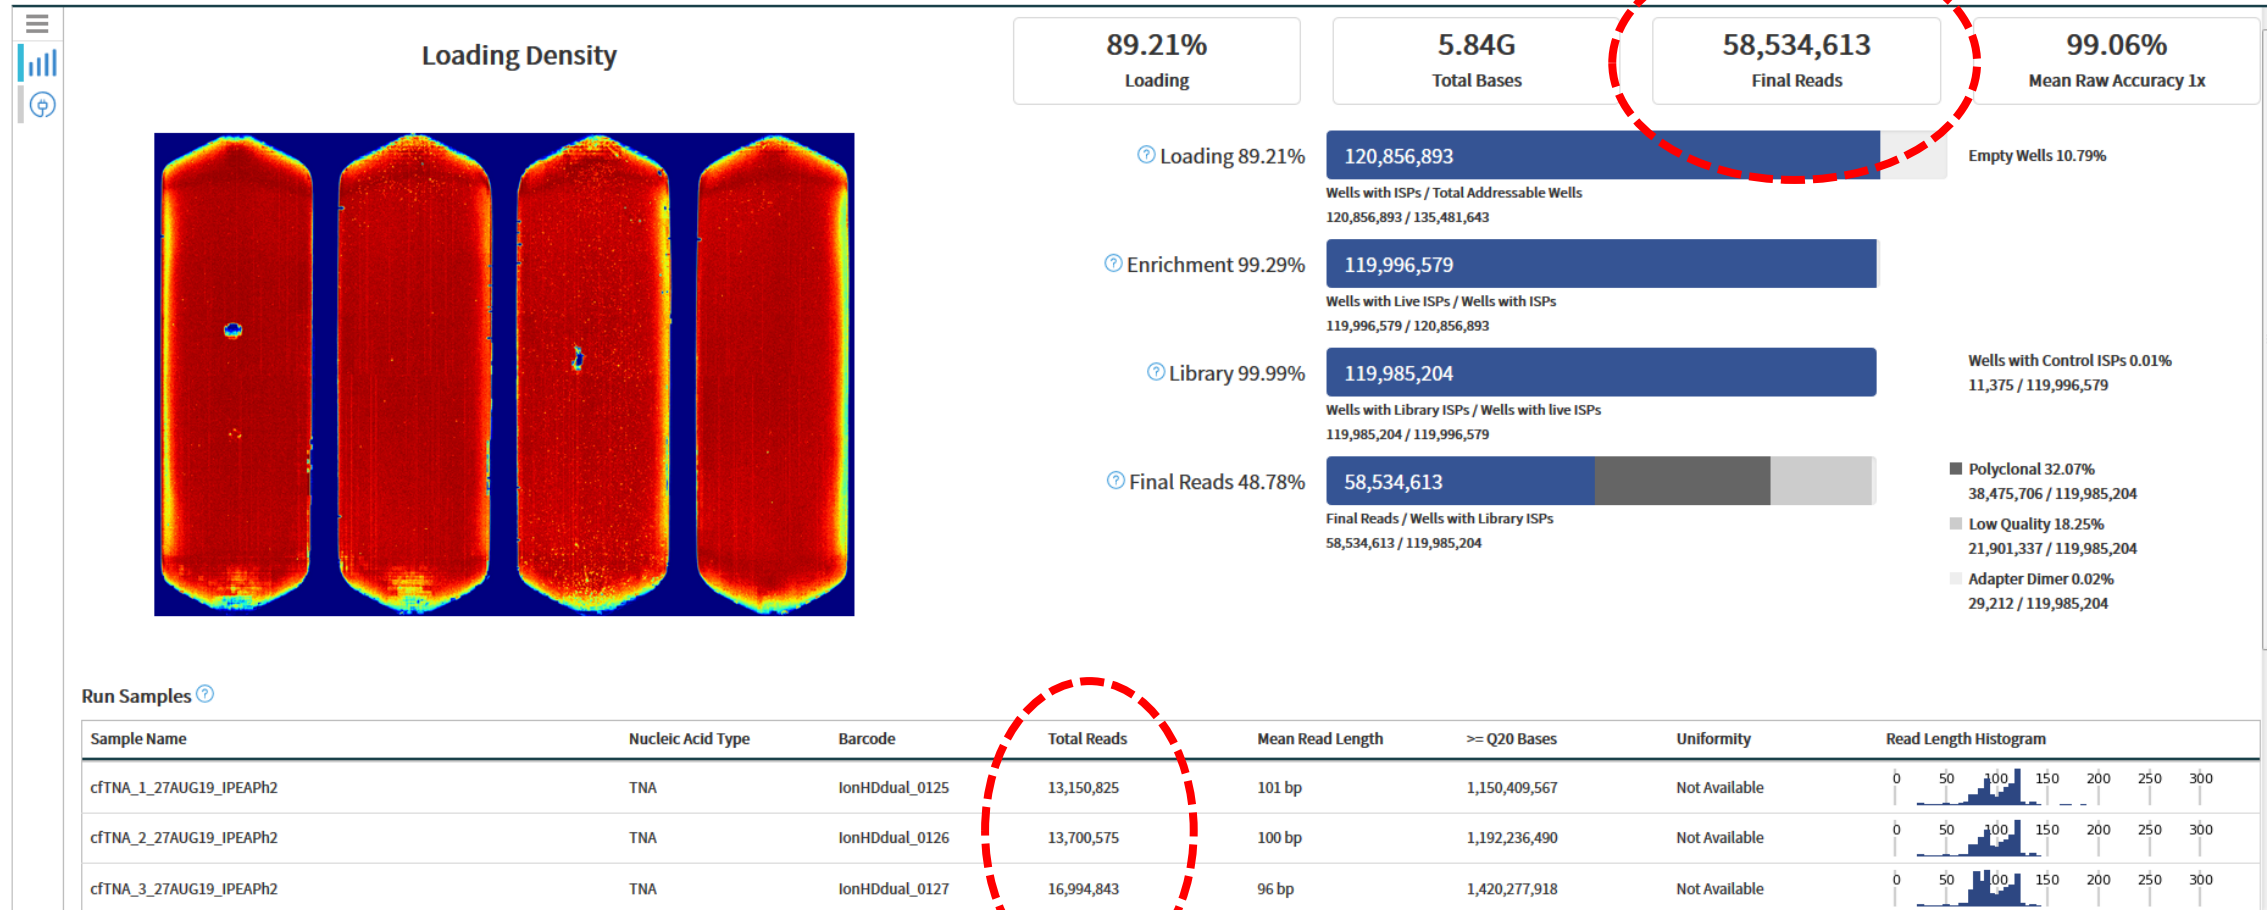 Loading Density
89.21%
Loading
5.84G
Total Bases
58,534,613
Final Reads
99.06%
Mean Raw Accuracy 1x
Loading 89.21%
120,856,893
Empty Wells 10.79%
Wells with ISPs / Total Addressable Wells
120,856,893 / 135,481,643
Enrichment 99.29%
119,996,579
Wells with Live ISPs / Wells with ISPs
119,996,579 / 120,856,893
Library 99.99%
119,985,204
Wells with Control ISPs 0.01%
11,375 / 119,996,579
Wells with Library ISPs / Wells with live ISPs
119,985,204 / 119,996,579
Final Reads 48.78%
58,534,613
Final Reads / Wells with Library ISPs
58,534,613 / 119,985,204
Polyclonal 32.07%
38,475,706 / 119,985,204
Low Quality 18.25%
21,901,337 / 119,985,204
Adapter Dimer 0.02%
29,212 / 119,985,204
Run Samples ?
Sample Name Nucleic Acid Type Barcode Total Reads Mean Read Length >= Q20 Bases Uniformity Read Length Histogram
cfTNA_1_27AUG19_IPEAPh2 TNA IonHDdual_0125 13,150,825 101 bp 1,150,409,567 Not Available 0 50 100 150 200 250 300
cfTNA_2_27AUG19_IPEAPh2 TNA IonHDdual_0126 13,700,575 100 bp 1,192,236,490 Not Available 0 50 100 150 200 250 300
cfTNA_3_27AUG19_IPEAPh2 TNA IonHDdual_0127 16,994,843 96 bp 1,420,277,918 Not Available 0 50 100 150 200 250 300